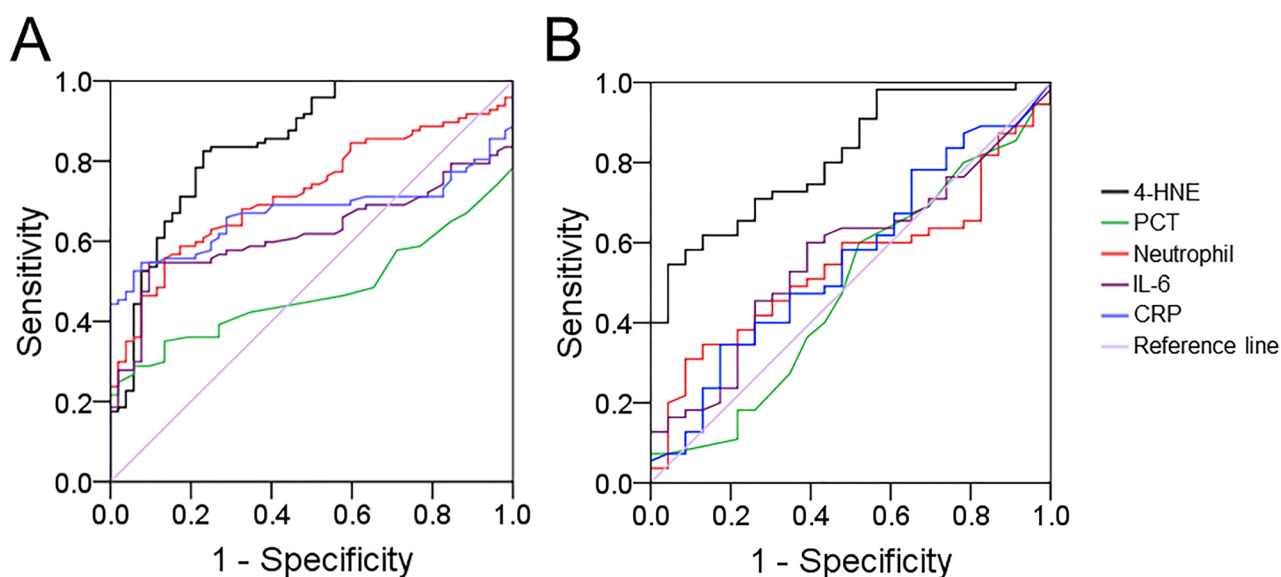 A
B
Sensitivity
1.0
0.8
0.6
0.4
0.2
0.0
0.0 0.2 0.4 0.6 0.8 1.0
1 - Specificity
Sensitivity
1.0
0.8
0.6
0.4
0.2
0.0
0.0 0.2 0.4 0.6 0.8 1.0
1 - Specificity
4-HNE
PCT
Neutrophil
IL-6
CRP
Reference line